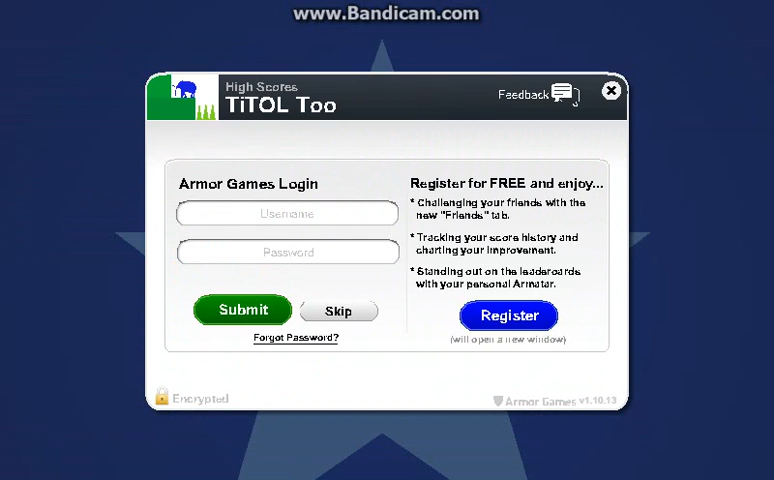 www.Bandicam.com
High Scores
TiTOL Too
Feedback
Armor Games Login
Username
Password
Submit
Skip
Forgot Password?
Register for FREE and enjoy...
* Challenging your friends with the
new "Friends" tab.
* Tracking your score history and
charting your improvement.
* Standing out on the leaderoards
with your personal Armatar.
Register
(will open a new window)
Encrypted
Armor Games v1.10.13